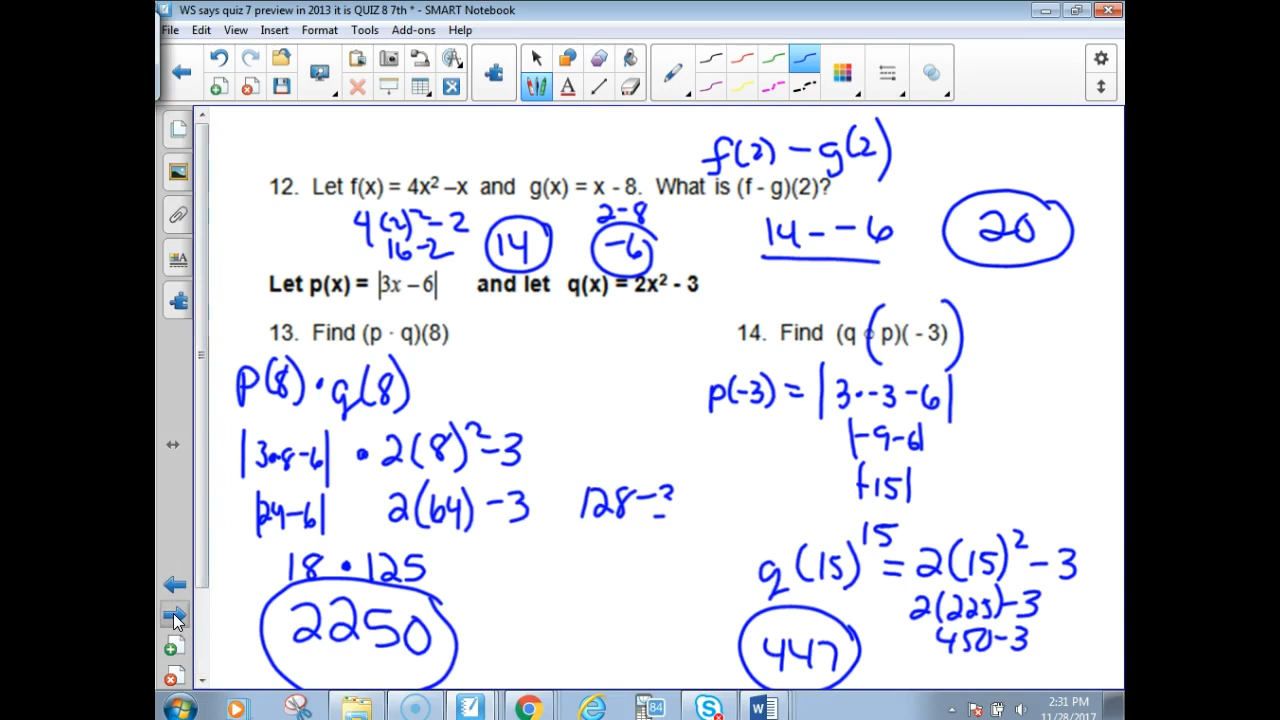 WS says quiz 7 preview in 2013 it is QUIZ 8 7th * - SMART Notebook
File Edit View Insert Format Tools Add-ons Help
f(2) - g(2)
12. Let f(x) = 4x² –x and g(x) = x - 8. What is (f - g)(2)?
4(2)² - 2
16 - 2
14
2 - 8
-6
14 - - 6
20
Let p(x) = |3x – 6| and let q(x) = 2x² - 3
13. Find (p · q)(8)
p(8) • q(8)
|3•8-6| • 2(8)² - 3
|24-6| 2(64) - 3 128 - 3
18 • 125
2250
14. Find (q ∘ p)( - 3)
p(-3) = |3•-3-6|
|-9-6|
|-15|
15
q(15) = 2(15)² - 3
2(225) - 3
450 - 3
447
84
2:31 PM
11/28/2017